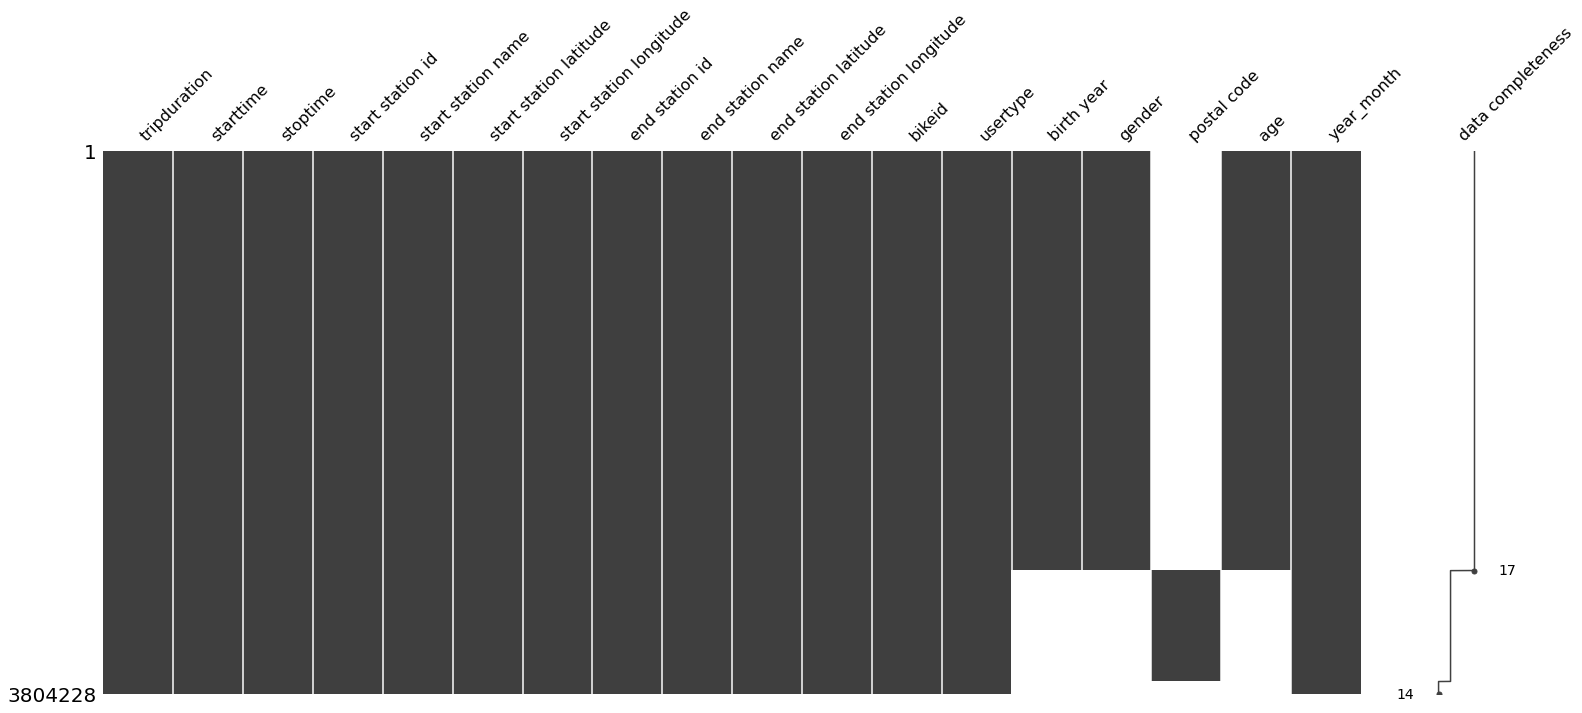 tripduration
starttime
stoptime
start station id
start station name
start station latitude
start station longitude
end station id
end station name
end station latitude
end station longitude
bikeid
usertype
birth year
gender
postal code
age
year_month
data completeness
1
17
3804228
14